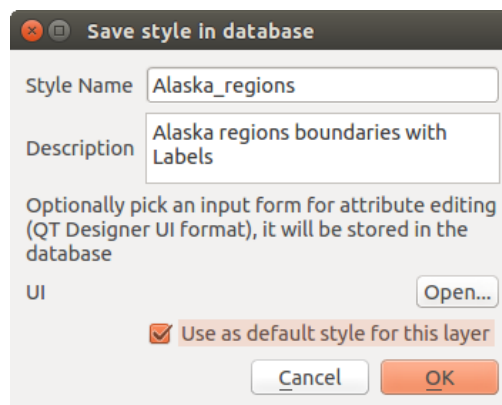 Save style in database
Style Name Alaska_regions
Description Alaska regions boundaries with
Labels
Optionally pick an input form for attribute editing
(QT Designer UI format), it will be stored in the
database
UI Open...
Use as default style for this layer
Cancel OK